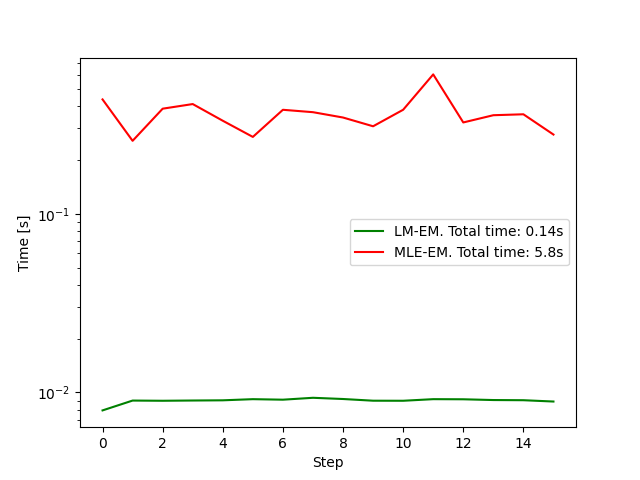 10⁻¹
10⁻²
Time [s]
LM-EM. Total time: 0.14s
MLE-EM. Total time: 5.8s
0 2 4 6 8 10 12 14
Step